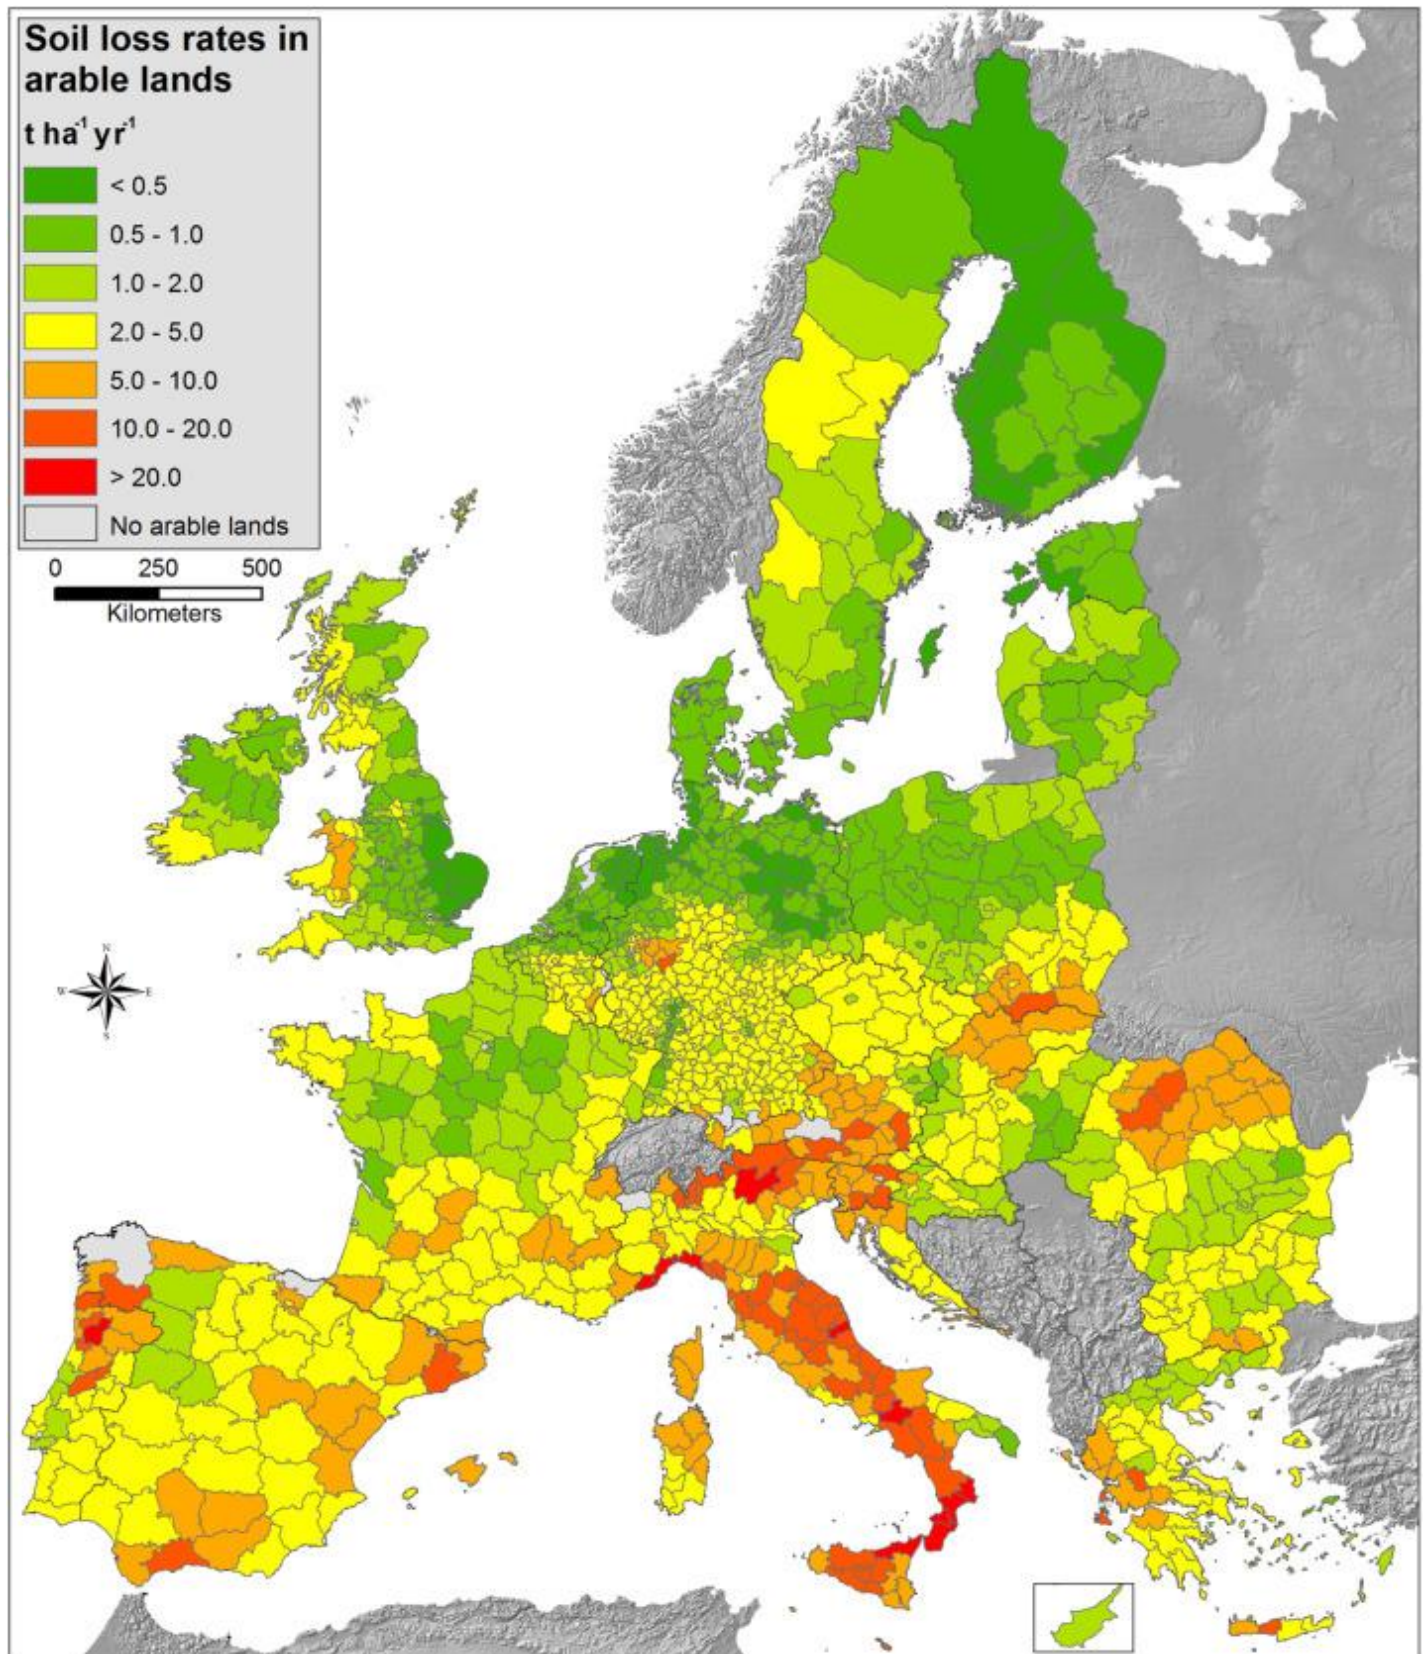 Soil loss rates in
arable lands
t ha⁻¹ yr⁻¹
< 0.5
0.5 - 1.0
1.0 - 2.0
2.0 - 5.0
5.0 - 10.0
10.0 - 20.0
> 20.0
No arable lands
0 250 500
Kilometers
N
W E
S